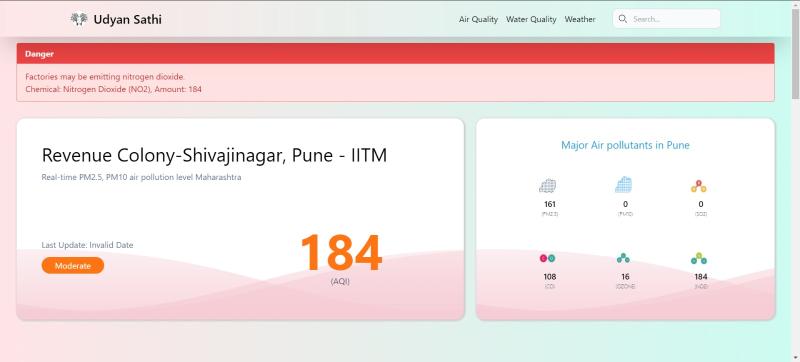 Udyan Sathi
Air Quality Water Quality Weather Search...
Danger
Factories may be emitting nitrogen dioxide.
Chemical: Nitrogen Dioxide (NO2), Amount: 184
Revenue Colony-Shivajinagar, Pune - IITM
Real-time PM2.5, PM10 air pollution level Maharashtra
Last Update: Invalid Date
Moderate
184
(AQI)
Major Air pollutants in Pune
161 0 0
(PM2.5) (PM10) (SO2)
108 16 184
(CO) (OZONE) (NO2)